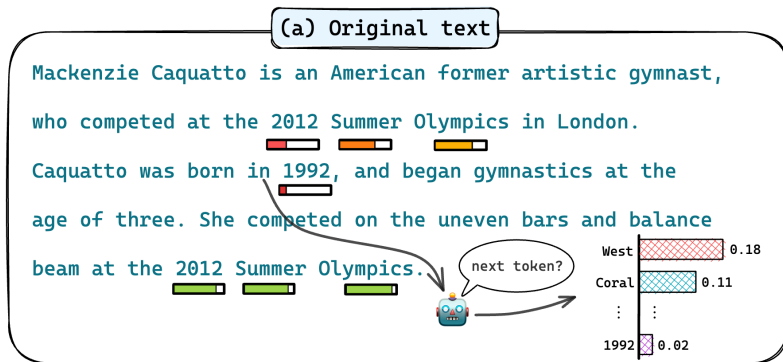 (a) Original text
Mackenzie Caquatto is an American former artistic gymnast,
who competed at the 2012 Summer Olympics in London.
Caquatto was born in 1992, and began gymnastics at the
age of three. She competed on the uneven bars and balance
beam at the 2012 Summer Olympics.
next token?
West 0.18
Coral 0.11
⋮ ⋮
1992 0.02